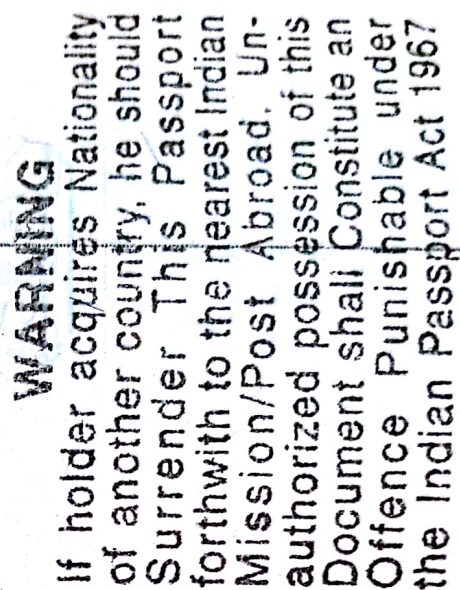 WARNING
If holder acquires Nationality
of another country, he should
Surrender This Passport
forthwith to the nearest Indian
Mission/Post Abroad. Un-
authorized possession of this
Document shall Constitute an
Offence Punishable under
the Indian Passport Act 1967